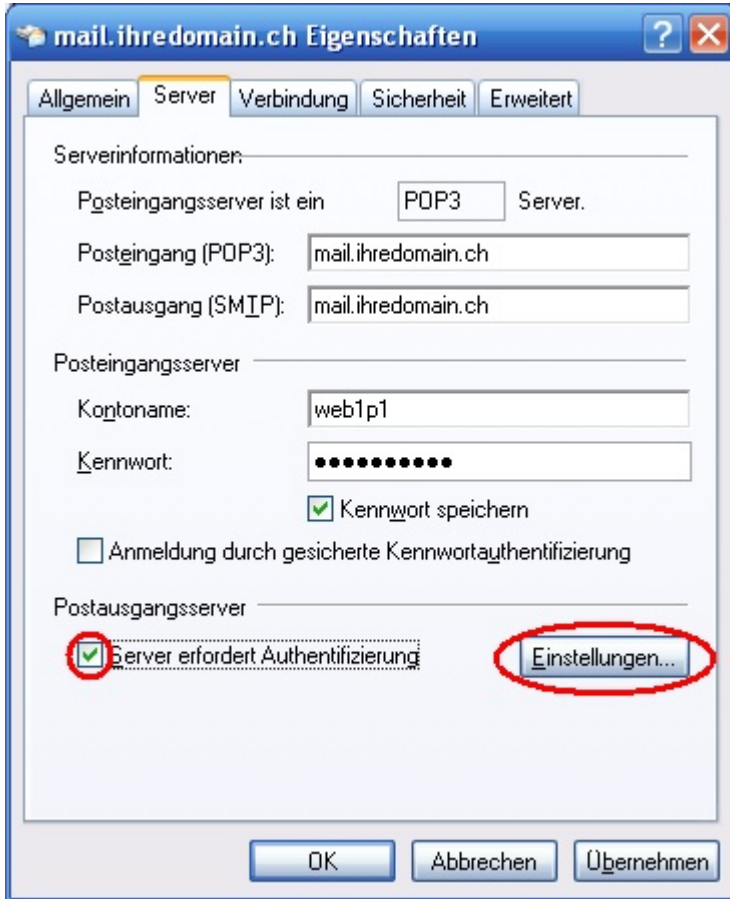 mail.ihredomain.ch Eigenschaften
Allgemein Server Verbindung Sicherheit Erweitert
Serverinformationen
Posteingangsserver ist ein POP3 Server.
Posteingang (POP3): mail.ihredomain.ch
Postausgang (SMTP): mail.ihredomain.ch
Posteingangsserver
Kontoname: web1p1
Kennwort: ●●●●●●●●●●
Kennwort speichern
Anmeldung durch gesicherte Kennwortauthentifizierung
Postausgangsserver
Server erfordert Authentifizierung Einstellungen...
OK Abbrechen Übernehmen